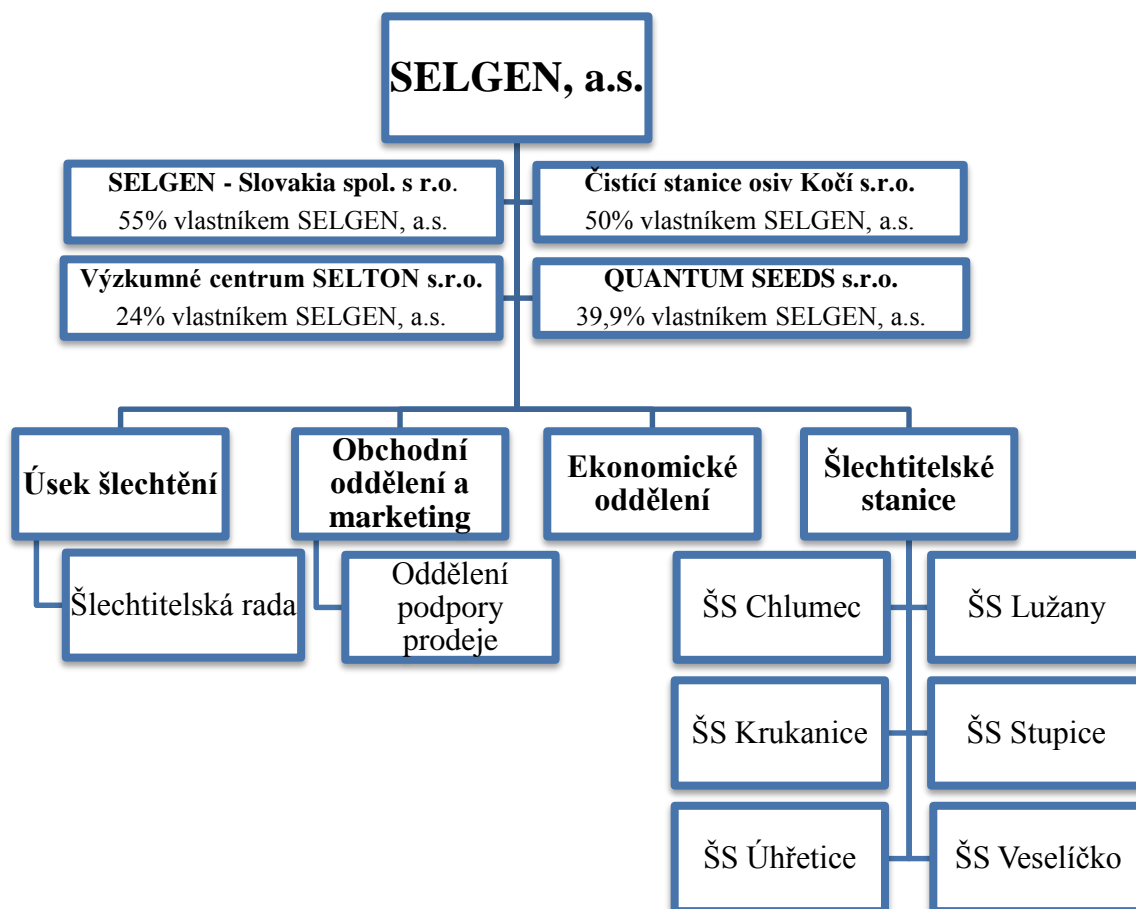 SELGEN, a.s.
SELGEN - Slovakia spol. s r.o.
55% vlastníkem SELGEN, a.s.
Čistící stanice osiv Kočí s.r.o.
50% vlastníkem SELGEN, a.s.
Výzkumné centrum SELTON s.r.o.
24% vlastníkem SELGEN, a.s.
QUANTUM SEEDS s.r.o.
39,9% vlastníkem SELGEN, a.s.
Úsek šlechtění
Obchodní
oddělení a
marketing
Ekonomické
oddělení
Šlechtitelské
stanice
Šlechtitelská rada
Oddělení
podpory
prodeje
ŠS Chlumec
ŠS Lužany
ŠS Krukanice
ŠS Stupice
ŠS Úhřetice
ŠS Veselíčko